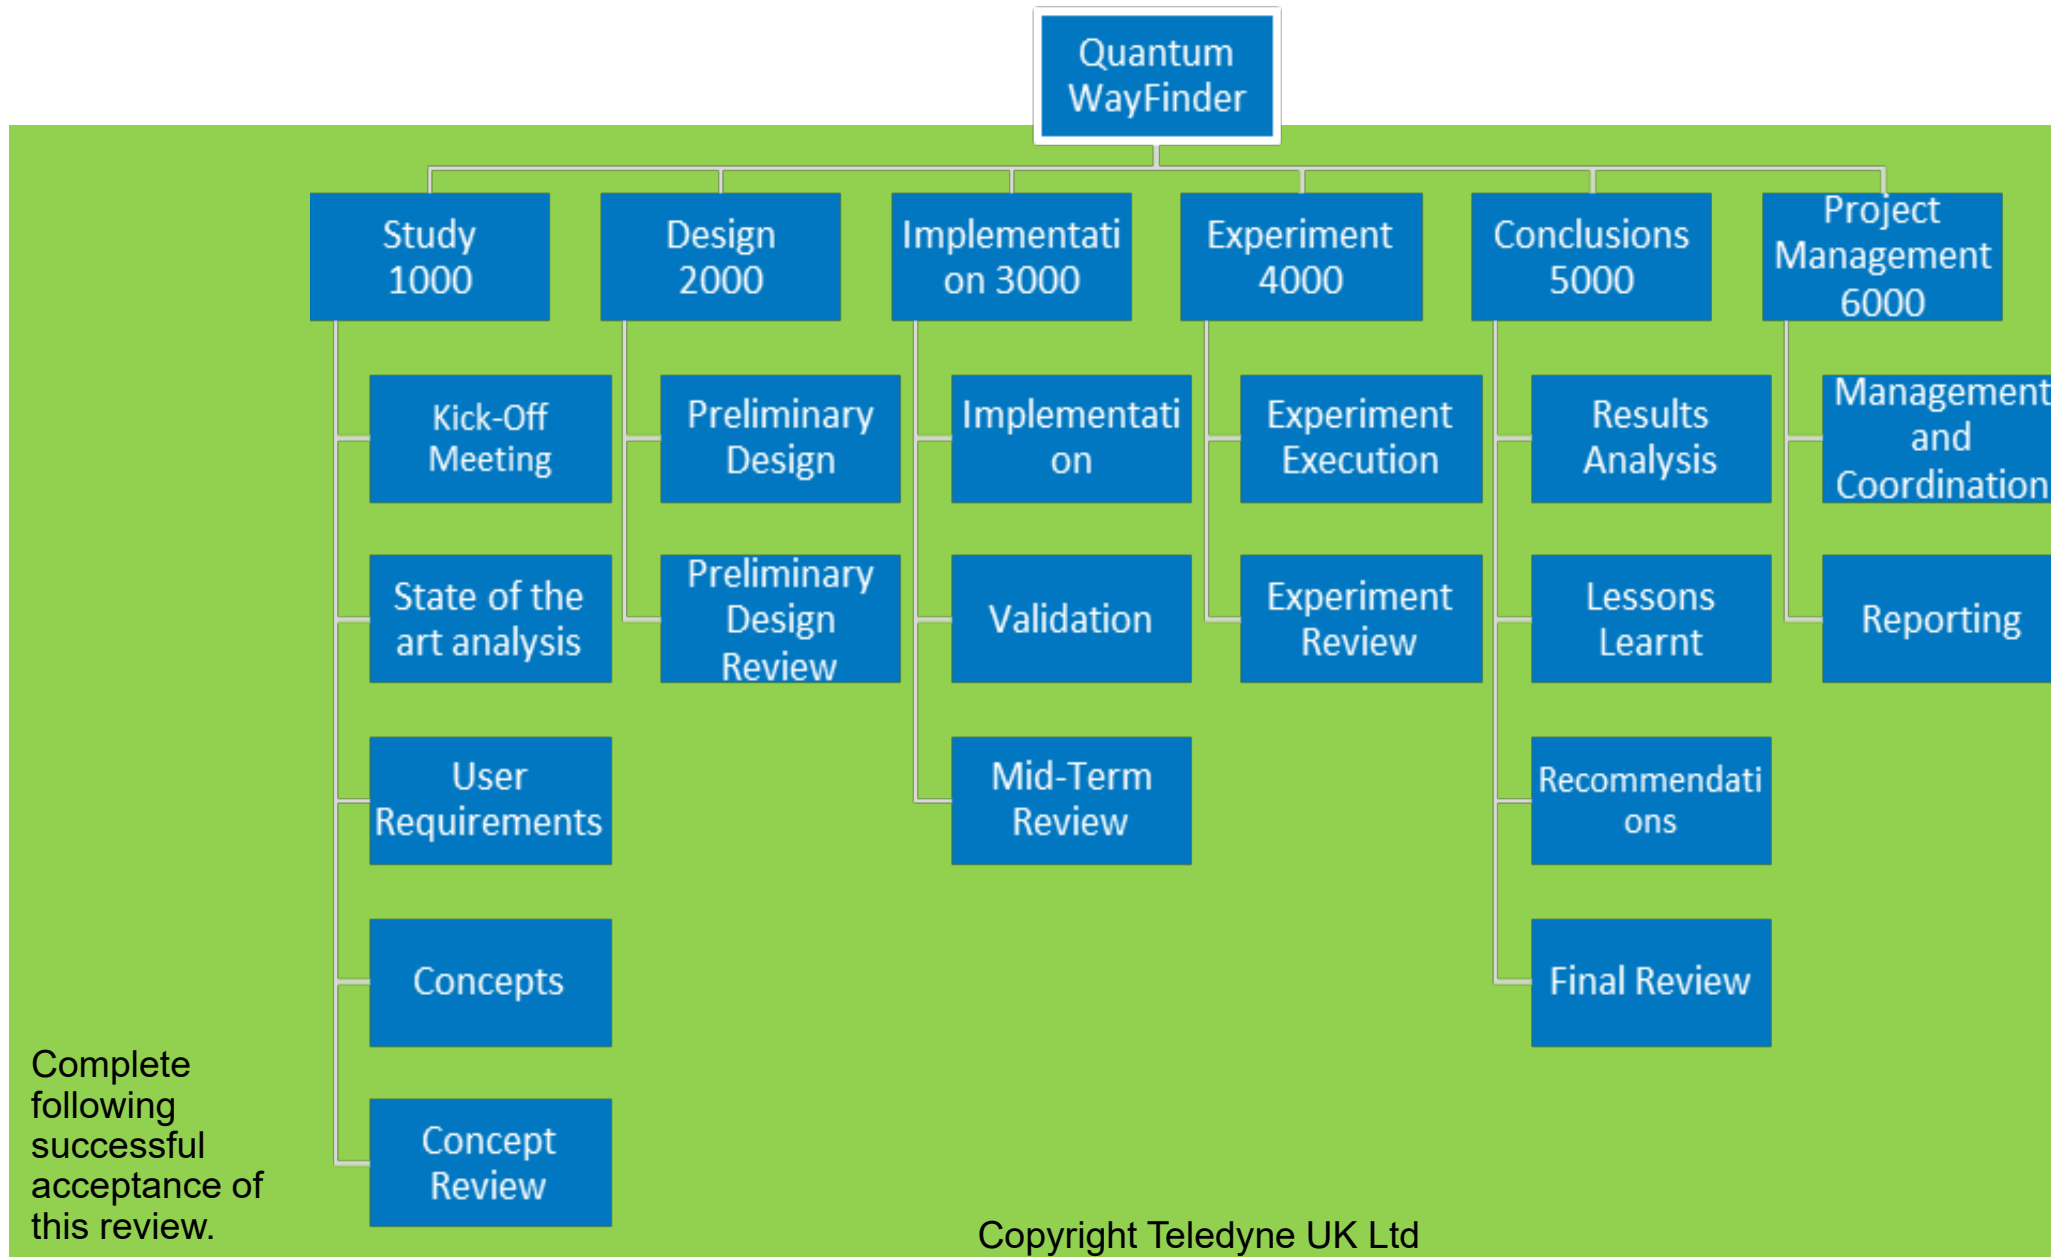 Quantum
WayFinder
Study
1000
Design
2000
Implementati
on 3000
Experiment
4000
Conclusions
5000
Project
Management
6000
Kick-Off
Meeting
State of the
art analysis
User
Requirements
Concepts
Concept
Review
Preliminary
Design
Preliminary
Design
Review
Implementati
on
Validation
Mid-Term
Review
Experiment
Execution
Experiment
Review
Results
Analysis
Lessons
Learnt
Recommendati
ons
Final Review
Management
and
Coordination
Reporting
Complete
following
successful
acceptance of
this review.
Copyright Teledyne UK Ltd